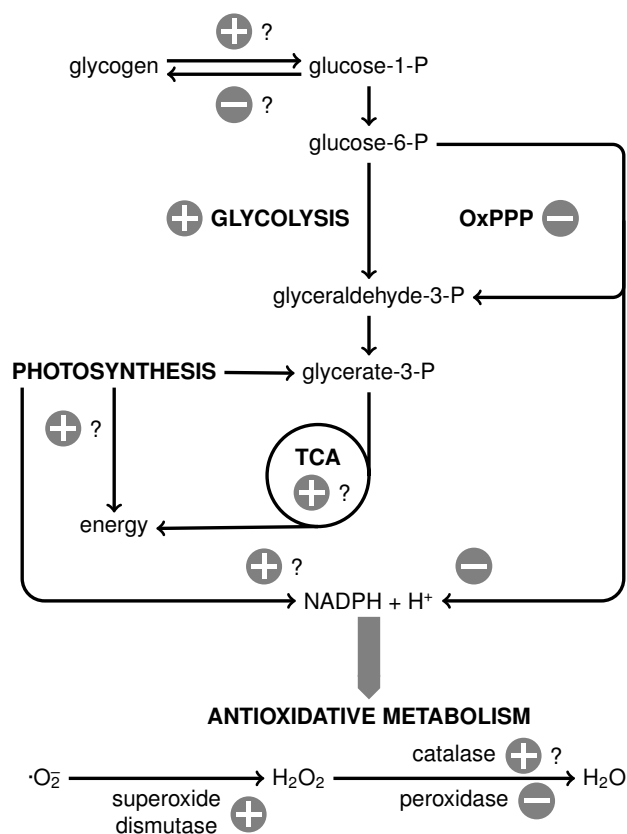 + ?
glycogen glucose-1-P
− ?
glucose-6-P
+ GLYCOLYSIS OxPPP −
glyceraldehyde-3-P
PHOTOSYNTHESIS glycerate-3-P
+ ?
TCA
+ ?
energy
+ ? −
NADPH + H⁺
ANTIOXIDATIVE METABOLISM
catalase + ?
·O₂⁻ H₂O₂ H₂O
superoxide peroxidase −
dismutase +